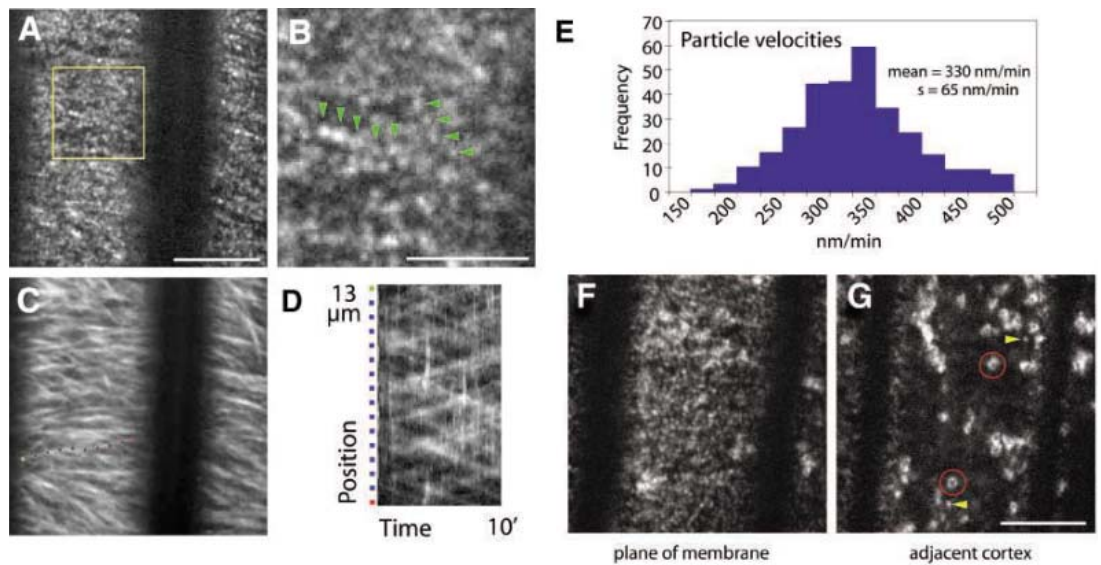 A
B
E
Particle velocities
mean = 330 nm/min
s = 65 nm/min
Frequency
70
60
50
40
30
20
10
0
150
200
250
300
350
400
450
500
nm/min
C
D
13
µm
Position
Time
10'
F
G
plane of membrane
adjacent cortex